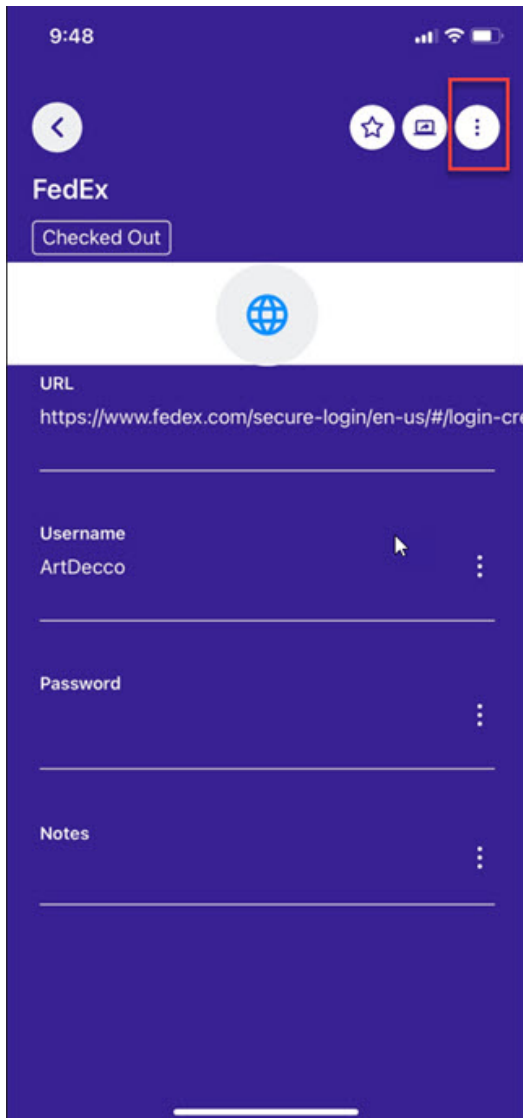 9:48
FedEx
Checked Out
URL
https://www.fedex.com/secure-login/en-us/#/login-cre
Username
ArtDecco
Password
Notes